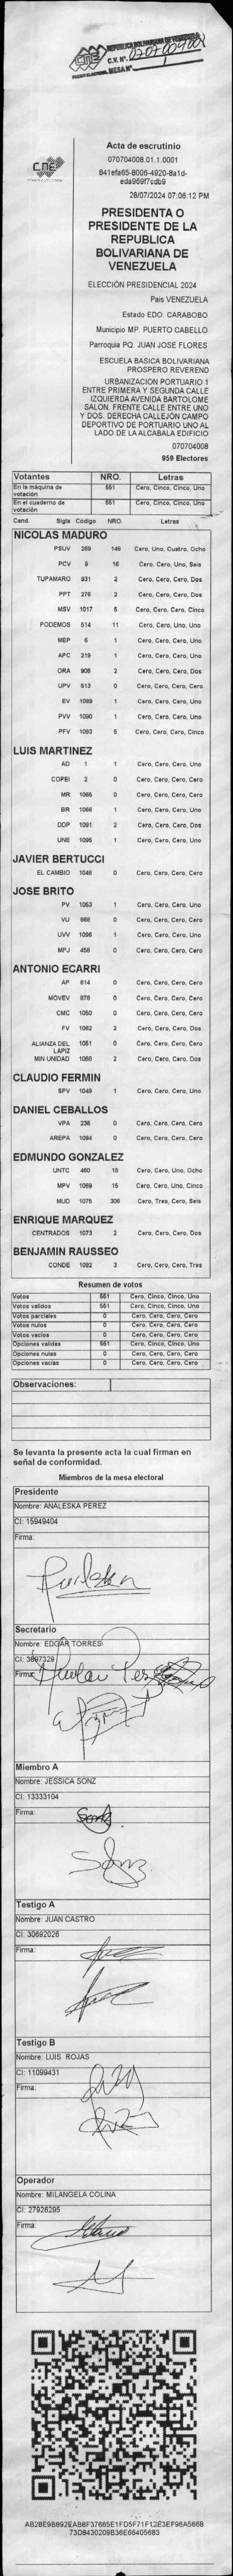 REPUBLICA BOLIVARIANA DE VENEZUELA
CNE
C.V. N°.
MESA N°
CNE
Acta de escrutinio
070704008.01.1.0001
841efa65-8006-4920-8a1d-
eda969f7cdb9
28/07/2024 07:06:12 PM
PRESIDENTA O
PRESIDENTE DE LA
REPUBLICA
BOLIVARIANA DE
VENEZUELA
ELECCIÓN PRESIDENCIAL 2024
Pais VENEZUELA
Estado EDO. CARABOBO
Municipio MP. PUERTO CABELLO
Parroquia PQ. JUAN JOSE FLORES
ESCUELA BASICA BOLIVARIANA
PROSPERO REVEREND
URBANIZACION PORTUARIO 1
ENTRE PRIMERA Y SEGUNDA CALLE
IZQUIERDA AVENIDA BARTOLOME
SALON. FRENTE CALLE ENTRE UNO
Y DOS. DERECHA CALLEJÓN CAMPO
DEPORTIVO DE PORTUARIO UNO AL
LADO DE LA ALCABALA EDIFICIO
070704008
959 Electores
Votantes NRO. Letras
En la máquina de votación 551 Cero, Cinco, Cinco, Uno
En el cuaderno de votación 551 Cero, Cinco, Cinco, Uno
Cand. Sigla Código NRO. Letras
NICOLAS MADURO
PSUV 269 148 Cero, Uno, Cuatro, Ocho
PCV 9 16 Cero, Cero, Uno, Seis
TUPAMARO 931 2 Cero, Cero, Cero, Dos
PPT 276 2 Cero, Cero, Cero, Dos
MSV 1017 5 Cero, Cero, Cero, Cinco
PODEMOS 514 11 Cero, Cero, Uno, Uno
MEP 6 1 Cero, Cero, Cero, Uno
APC 219 1 Cero, Cero, Cero, Uno
ORA 906 2 Cero, Cero, Cero, Dos
UPV 513 0 Cero, Cero, Cero, Cero
EV 1089 1 Cero, Cero, Cero, Uno
PVV 1090 1 Cero, Cero, Cero, Uno
PFV 1093 5 Cero, Cero, Cero, Cinco
LUIS MARTINEZ
AD 1 1 Cero, Cero, Cero, Uno
COPEI 2 0 Cero, Cero, Cero, Cero
MR 1065 0 Cero, Cero, Cero, Cero
BR 1066 1 Cero, Cero, Cero, Uno
DDP 1091 2 Cero, Cero, Cero, Dos
UNE 1095 1 Cero, Cero, Cero, Uno
JAVIER BERTUCCI
EL CAMBIO 1048 0 Cero, Cero, Cero, Cero
JOSE BRITO
PV 1053 1 Cero, Cero, Cero, Uno
VU 868 0 Cero, Cero, Cero, Cero
UVV 1096 1 Cero, Cero, Cero, Uno
MPJ 458 0 Cero, Cero, Cero, Cero
ANTONIO ECARRI
AP 914 0 Cero, Cero, Cero, Cero
MOVEV 976 0 Cero, Cero, Cero, Cero
CMC 1050 0 Cero, Cero, Cero, Cero
FV 1062 2 Cero, Cero, Cero, Dos
ALIANZA DEL LAPIZ 1051 0 Cero, Cero, Cero, Cero
MIN UNIDAD 1068 2 Cero, Cero, Cero, Dos
CLAUDIO FERMIN
SPV 1049 1 Cero, Cero, Cero, Uno
DANIEL CEBALLOS
VPA 236 0 Cero, Cero, Cero, Cero
AREPA 1094 0 Cero, Cero, Cero, Cero
EDMUNDO GONZALEZ
UNTC 460 18 Cero, Cero, Uno, Ocho
MPV 1069 15 Cero, Cero, Uno, Cinco
MUD 1075 306 Cero, Tres, Cero, Seis
ENRIQUE MARQUEZ
CENTRADOS 1073 2 Cero, Cero, Cero, Dos
BENJAMIN RAUSSEO
CONDE 1092 3 Cero, Cero, Cero, Tres
Resumen de votos
Votos 551 Cero, Cinco, Cinco, Uno
Votos validos 551 Cero, Cinco, Cinco, Uno
Votos parciales 0 Cero, Cero, Cero, Cero
Votos nulos 0 Cero, Cero, Cero, Cero
Votos vacios 0 Cero, Cero, Cero, Cero
Opciones validas 551 Cero, Cinco, Cinco, Uno
Opciones nulas 0 Cero, Cero, Cero, Cero
Opciones vacias 0 Cero, Cero, Cero, Cero
Observaciones:
Se levanta la presente acta la cual firman en
señal de conformidad.
Miembros de la mesa electoral
Presidente
Nombre: ANALESKA PEREZ
CI: 15949404
Firma:
Secretario
Nombre: EDGAR TORRES
CI: 3897329
Firma:
Miembro A
Nombre: JESSICA SONZ
CI: 13333104
Firma:
Sonz
Sonz
Testigo A
Nombre: JUAN CASTRO
CI: 30692026
Firma:
Testigo B
Nombre: LUIS ROJAS
CI: 11099431
Firma:
Operador
Nombre: MILANGELA COLINA
CI: 27926295
Firma:
AB28E9B892EAB8F37665E1FD5F71F12E3EF96A5668
73D8430209B36E66405683